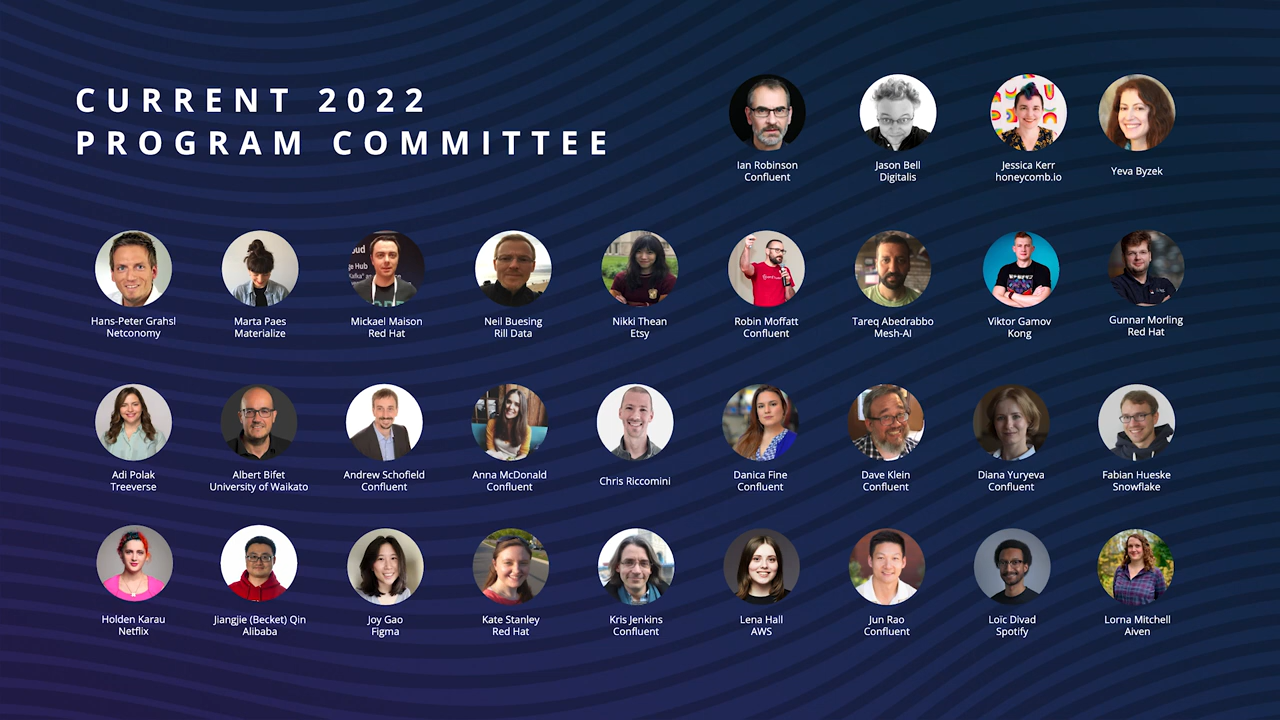 CURRENT 2022
PROGRAM COMMITTEE
Ian Robinson
Confluent
Jason Bell
Digitalis
Jessica Kerr
honeycomb.io
Yeva Byzek
Hans-Peter Grahsl
Netconomy
Marta Paes
Materialize
Mickael Maison
Red Hat
Neil Buesing
Rill Data
Nikki Thean
Etsy
Robin Moffatt
Confluent
Tareq Abedrabbo
Mesh-AI
Viktor Gamov
Kong
Gunnar Morling
Red Hat
Adi Polak
Treeverse
Albert Bifet
University of Waikato
Andrew Schofield
Confluent
Anna McDonald
Confluent
Chris Riccomini
Danica Fine
Confluent
Dave Klein
Confluent
Diana Yuryeva
Confluent
Fabian Hueske
Snowflake
Holden Karau
Netflix
Jiangjie (Becket) Qin
Alibaba
Joy Gao
Figma
Kate Stanley
Red Hat
Kris Jenkins
Confluent
Lena Hall
AWS
Jun Rao
Confluent
Loïc Divad
Spotify
Lorna Mitchell
Aiven